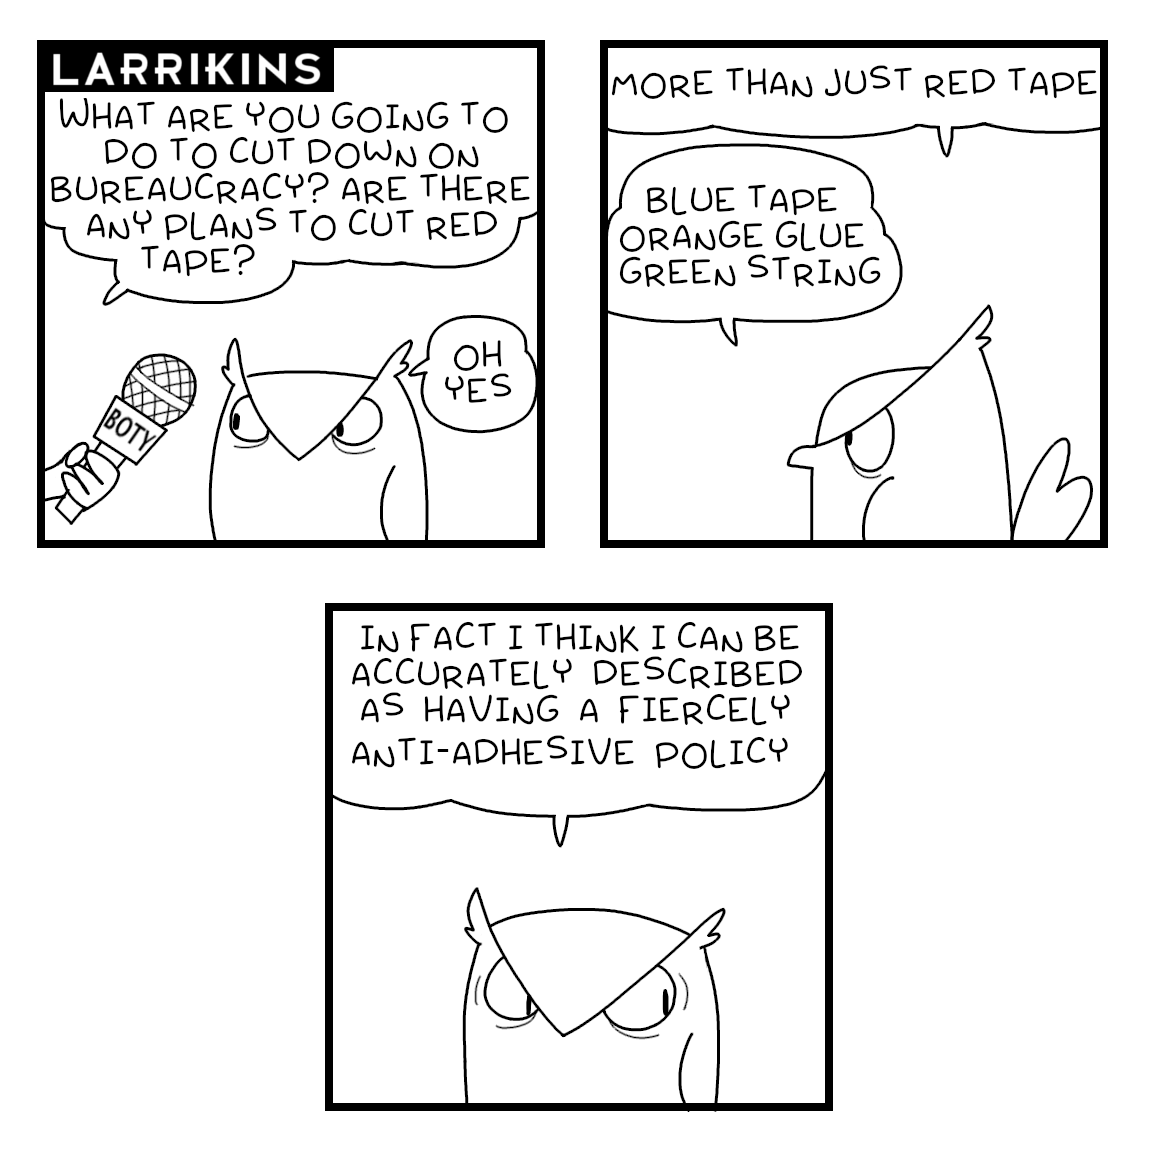 LARRIKINS
WHAT ARE YOU GOING TO
DO TO CUT DOWN ON
BUREAUCRACY? ARE THERE
ANY PLANS TO CUT RED
TAPE?
OH
YES
BOTY
MORE THAN JUST RED TAPE
BLUE TAPE
ORANGE GLUE
GREEN STRING
IN FACT I THINK I CAN BE
ACCURATELY DESCRIBED
AS HAVING A FIERCELY
ANTI-ADHESIVE POLICY